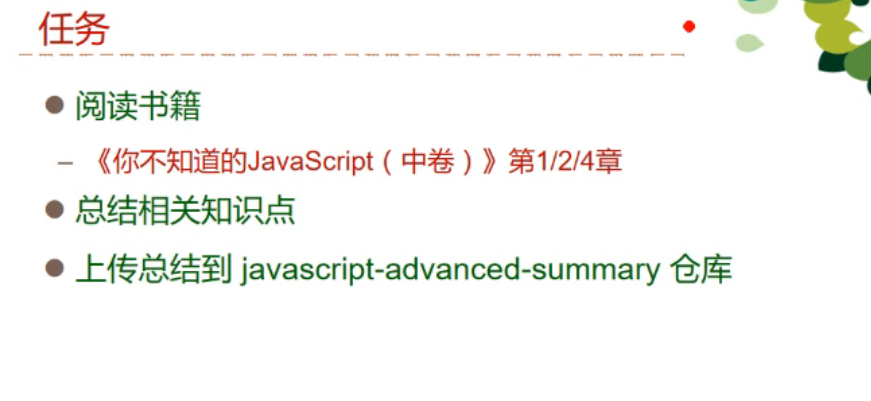 任务
● 阅读书籍
– 《你不知道的JavaScript（中卷）》第1/2/4章
● 总结相关知识点
● 上传总结到 javascript-advanced-summary 仓库